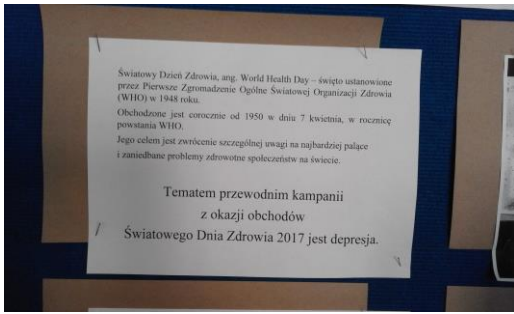 Światowy Dzień Zdrowia, ang. World Health Day – święto ustanowione
przez Pierwsze Zgromadzenie Ogólne Światowej Organizacji Zdrowia
(WHO) w 1948 roku.
Obchodzone jest corocznie od 1950 w dniu 7 kwietnia, w rocznicę
powstania WHO.
Jego celem jest zwrócenie szczególnej uwagi na najbardziej palące
i zaniedbane problemy zdrowotne społeczeństw na świecie.
Tematem przewodnim kampanii
z okazji obchodów
Światowego Dnia Zdrowia 2017 jest depresja.